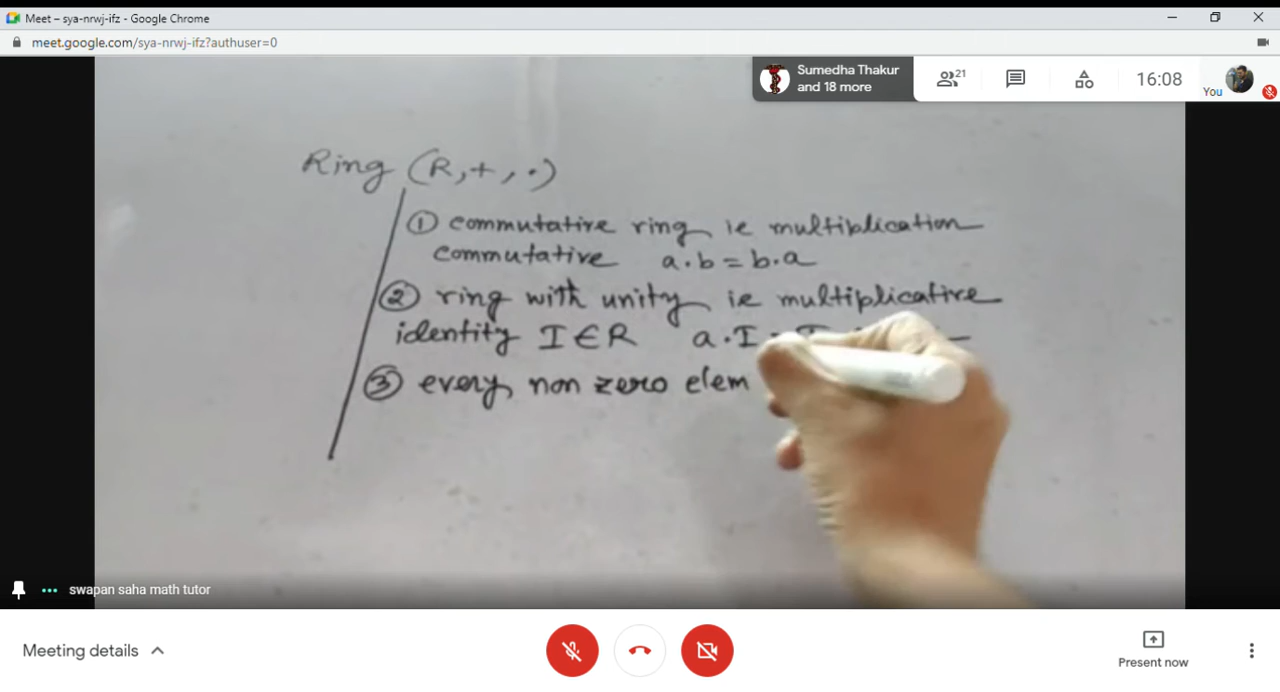 Meet – sya-nrwj-ifz - Google Chrome
meet.google.com/sya-nrwj-ifz?authuser=0
Sumedha Thakur
and 18 more
21
16:08
You
Ring (R,+,·)
① commutative ring ie multiplication
commutative a·b=b·a
② ring with unity ie multiplicative
identity I∈R a·I
③ every non zero elem
swapan saha math tutor
Meeting details
Present now